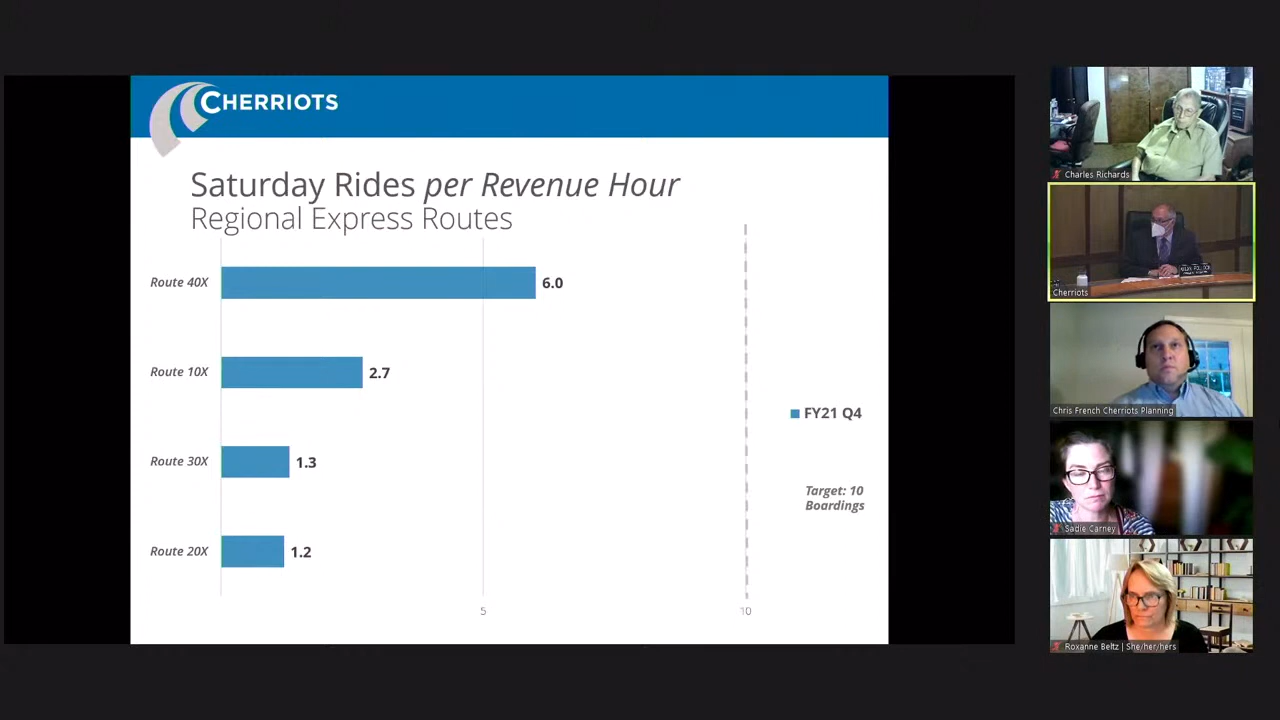 CHERRIOTS
Saturday Rides per Revenue Hour
Regional Express Routes
Route 40X
6.0
Route 10X
2.7
Route 30X
1.3
Route 20X
1.2
5
10
FY21 Q4
Target: 10
Boardings
Charles Richards
Cherriots
Chris French Cherriots Planning
Sadie Carney
Roxanne Beltz | She/her/hers